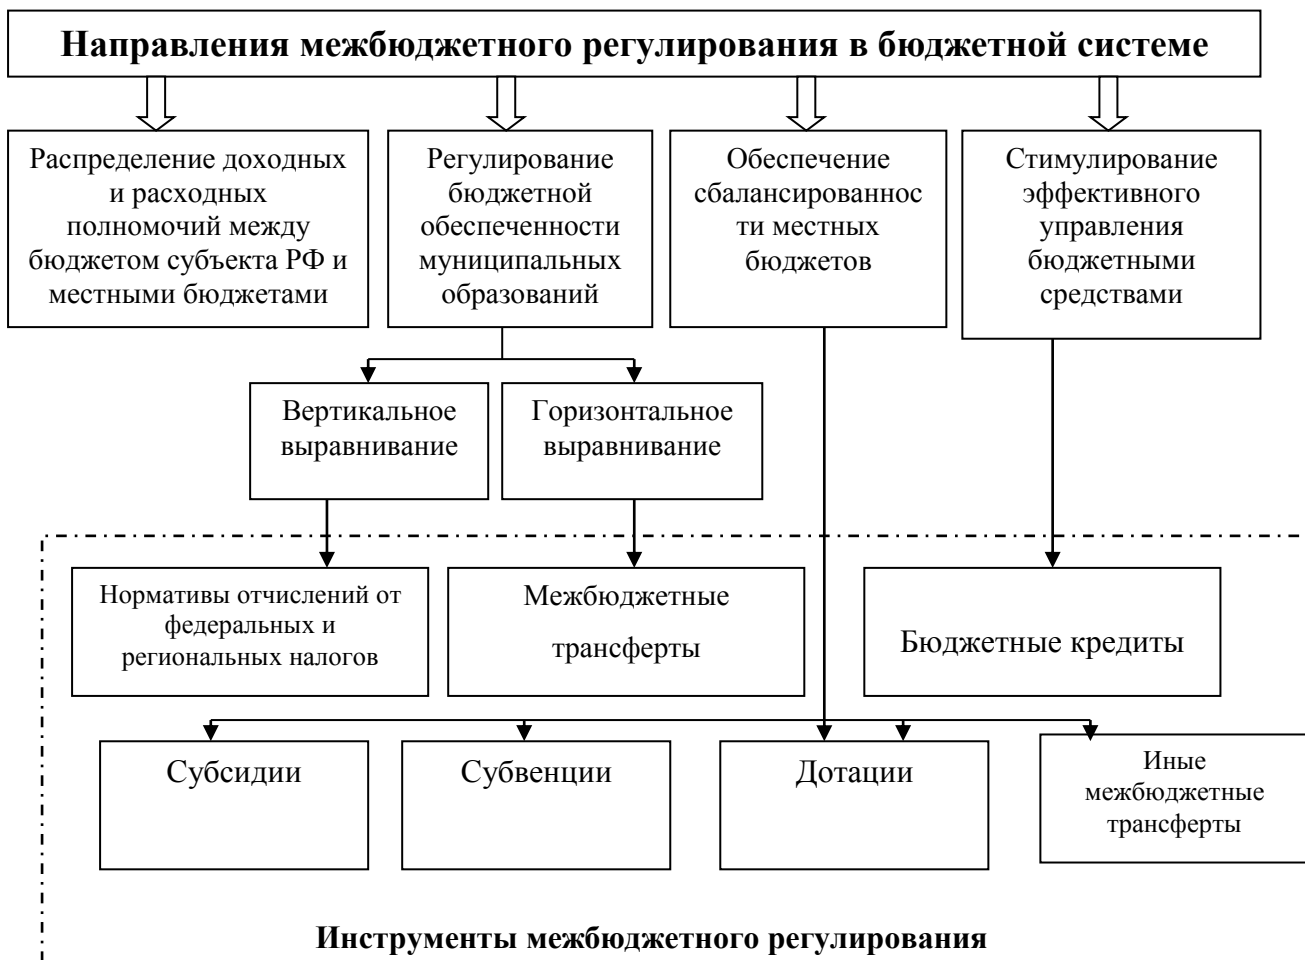 Направления межбюджетного регулирования в бюджетной системе
Распределение доходных
и расходных
полномочий между
бюджетом субъекта РФ и
местными бюджетами
Регулирование
бюджетной
обеспеченности
муниципальных
образований
Обеспечение
сбалансированнос
ти местных
бюджетов
Стимулирование
эффективного
управления
бюджетными
средствами
Вертикальное
выравнивание
Горизонтальное
выравнивание
Нормативы отчислений от
федеральных и
региональных налогов
Межбюджетные
трансферты
Бюджетные кредиты
Субсидии
Субвенции
Дотации
Иные
межбюджетные
трансферты
Инструменты межбюджетного регулирования